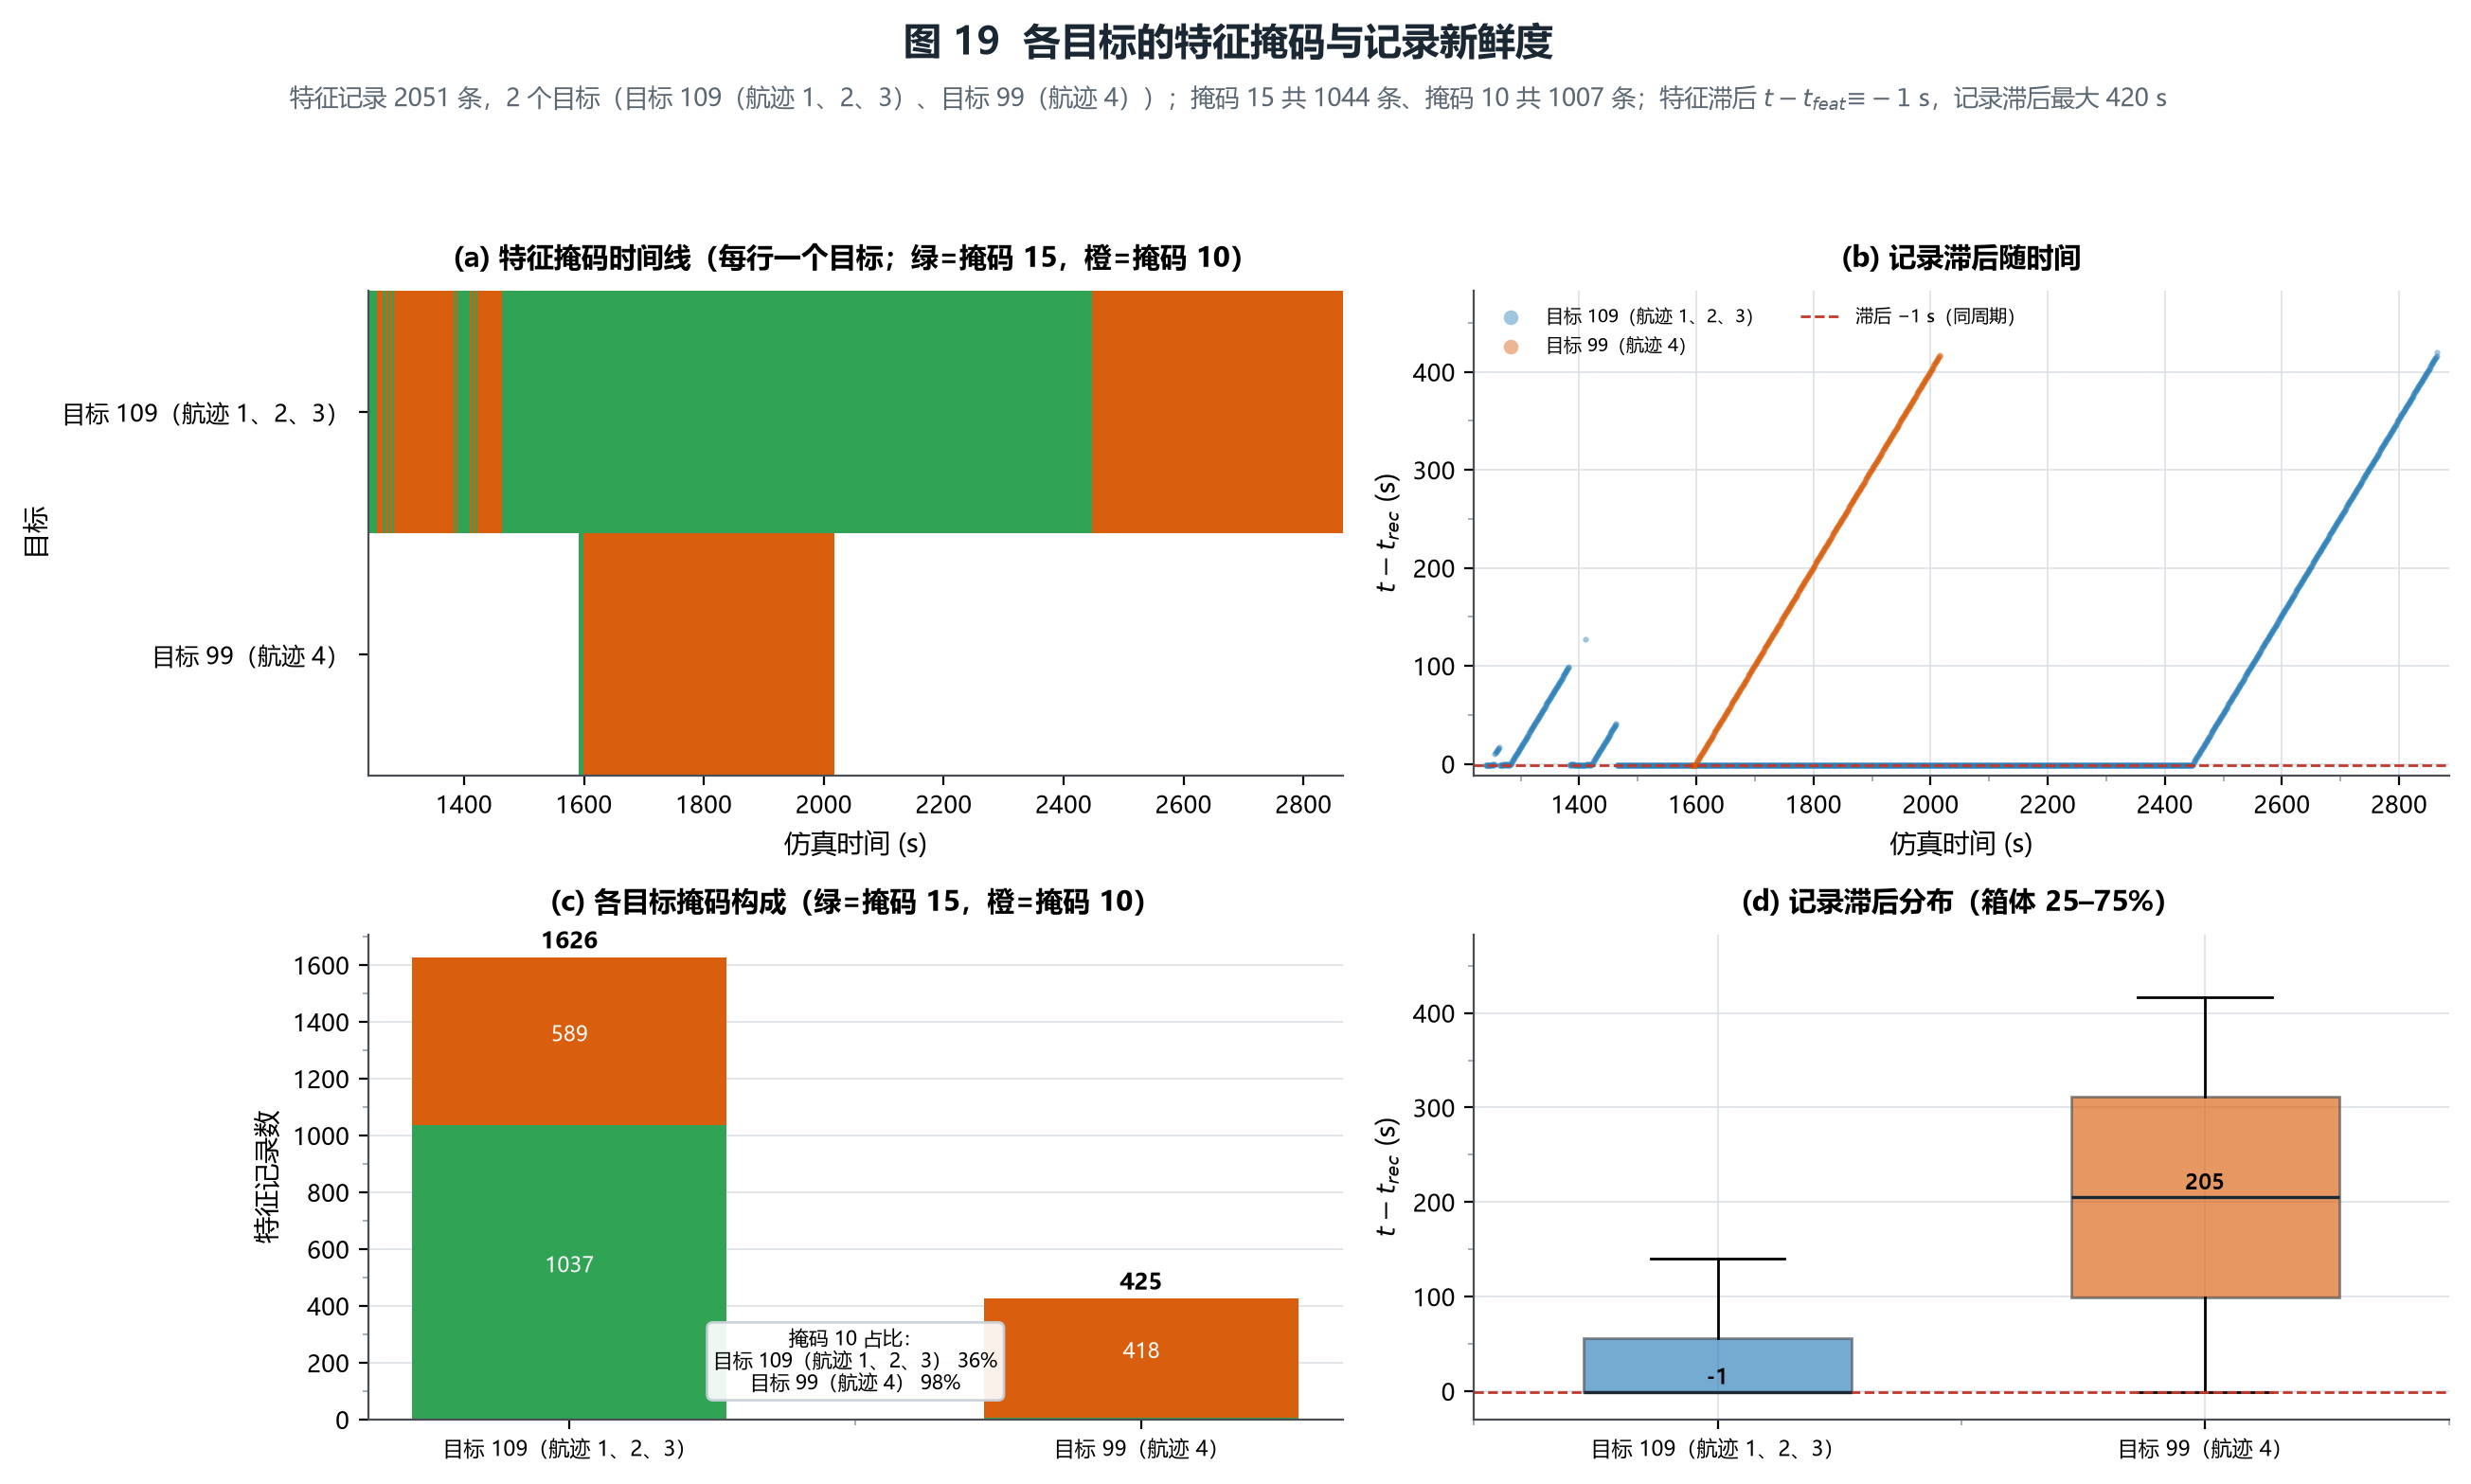 图 19 各目标的特征掩码与记录新鲜度
特征记录 2051 条，2 个目标（目标 109（航迹 1、2、3）、目标 99（航迹 4））；掩码 15 共 1044 条、掩码 10 共 1007 条；特征滞后 t − t_feat ≡ − 1 s，记录滞后最大 420 s
(a) 特征掩码时间线（每行一个目标；绿=掩码 15，橙=掩码 10）
目标
目标 109（航迹 1、2、3）
目标 99（航迹 4）
1400 1600 1800 2000 2200 2400 2600 2800
仿真时间 (s)
(b) 记录滞后随时间
目标 109（航迹 1、2、3）
目标 99（航迹 4）
滞后 −1 s（同周期）
t − t_rec (s)
400
300
200
100
0
1400 1600 1800 2000 2200 2400 2600 2800
仿真时间 (s)
(c) 各目标掩码构成（绿=掩码 15，橙=掩码 10）
特征记录数
1600
1400
1200
1000
800
600
400
200
0
1626
589
1037
425
418
掩码 10 占比：
目标 109（航迹 1、2、3） 36%
目标 99（航迹 4） 98%
目标 109（航迹 1、2、3）
目标 99（航迹 4）
(d) 记录滞后分布（箱体 25–75%）
t − t_rec (s)
400
300
200
100
0
-1
205
目标 109（航迹 1、2、3）
目标 99（航迹 4）